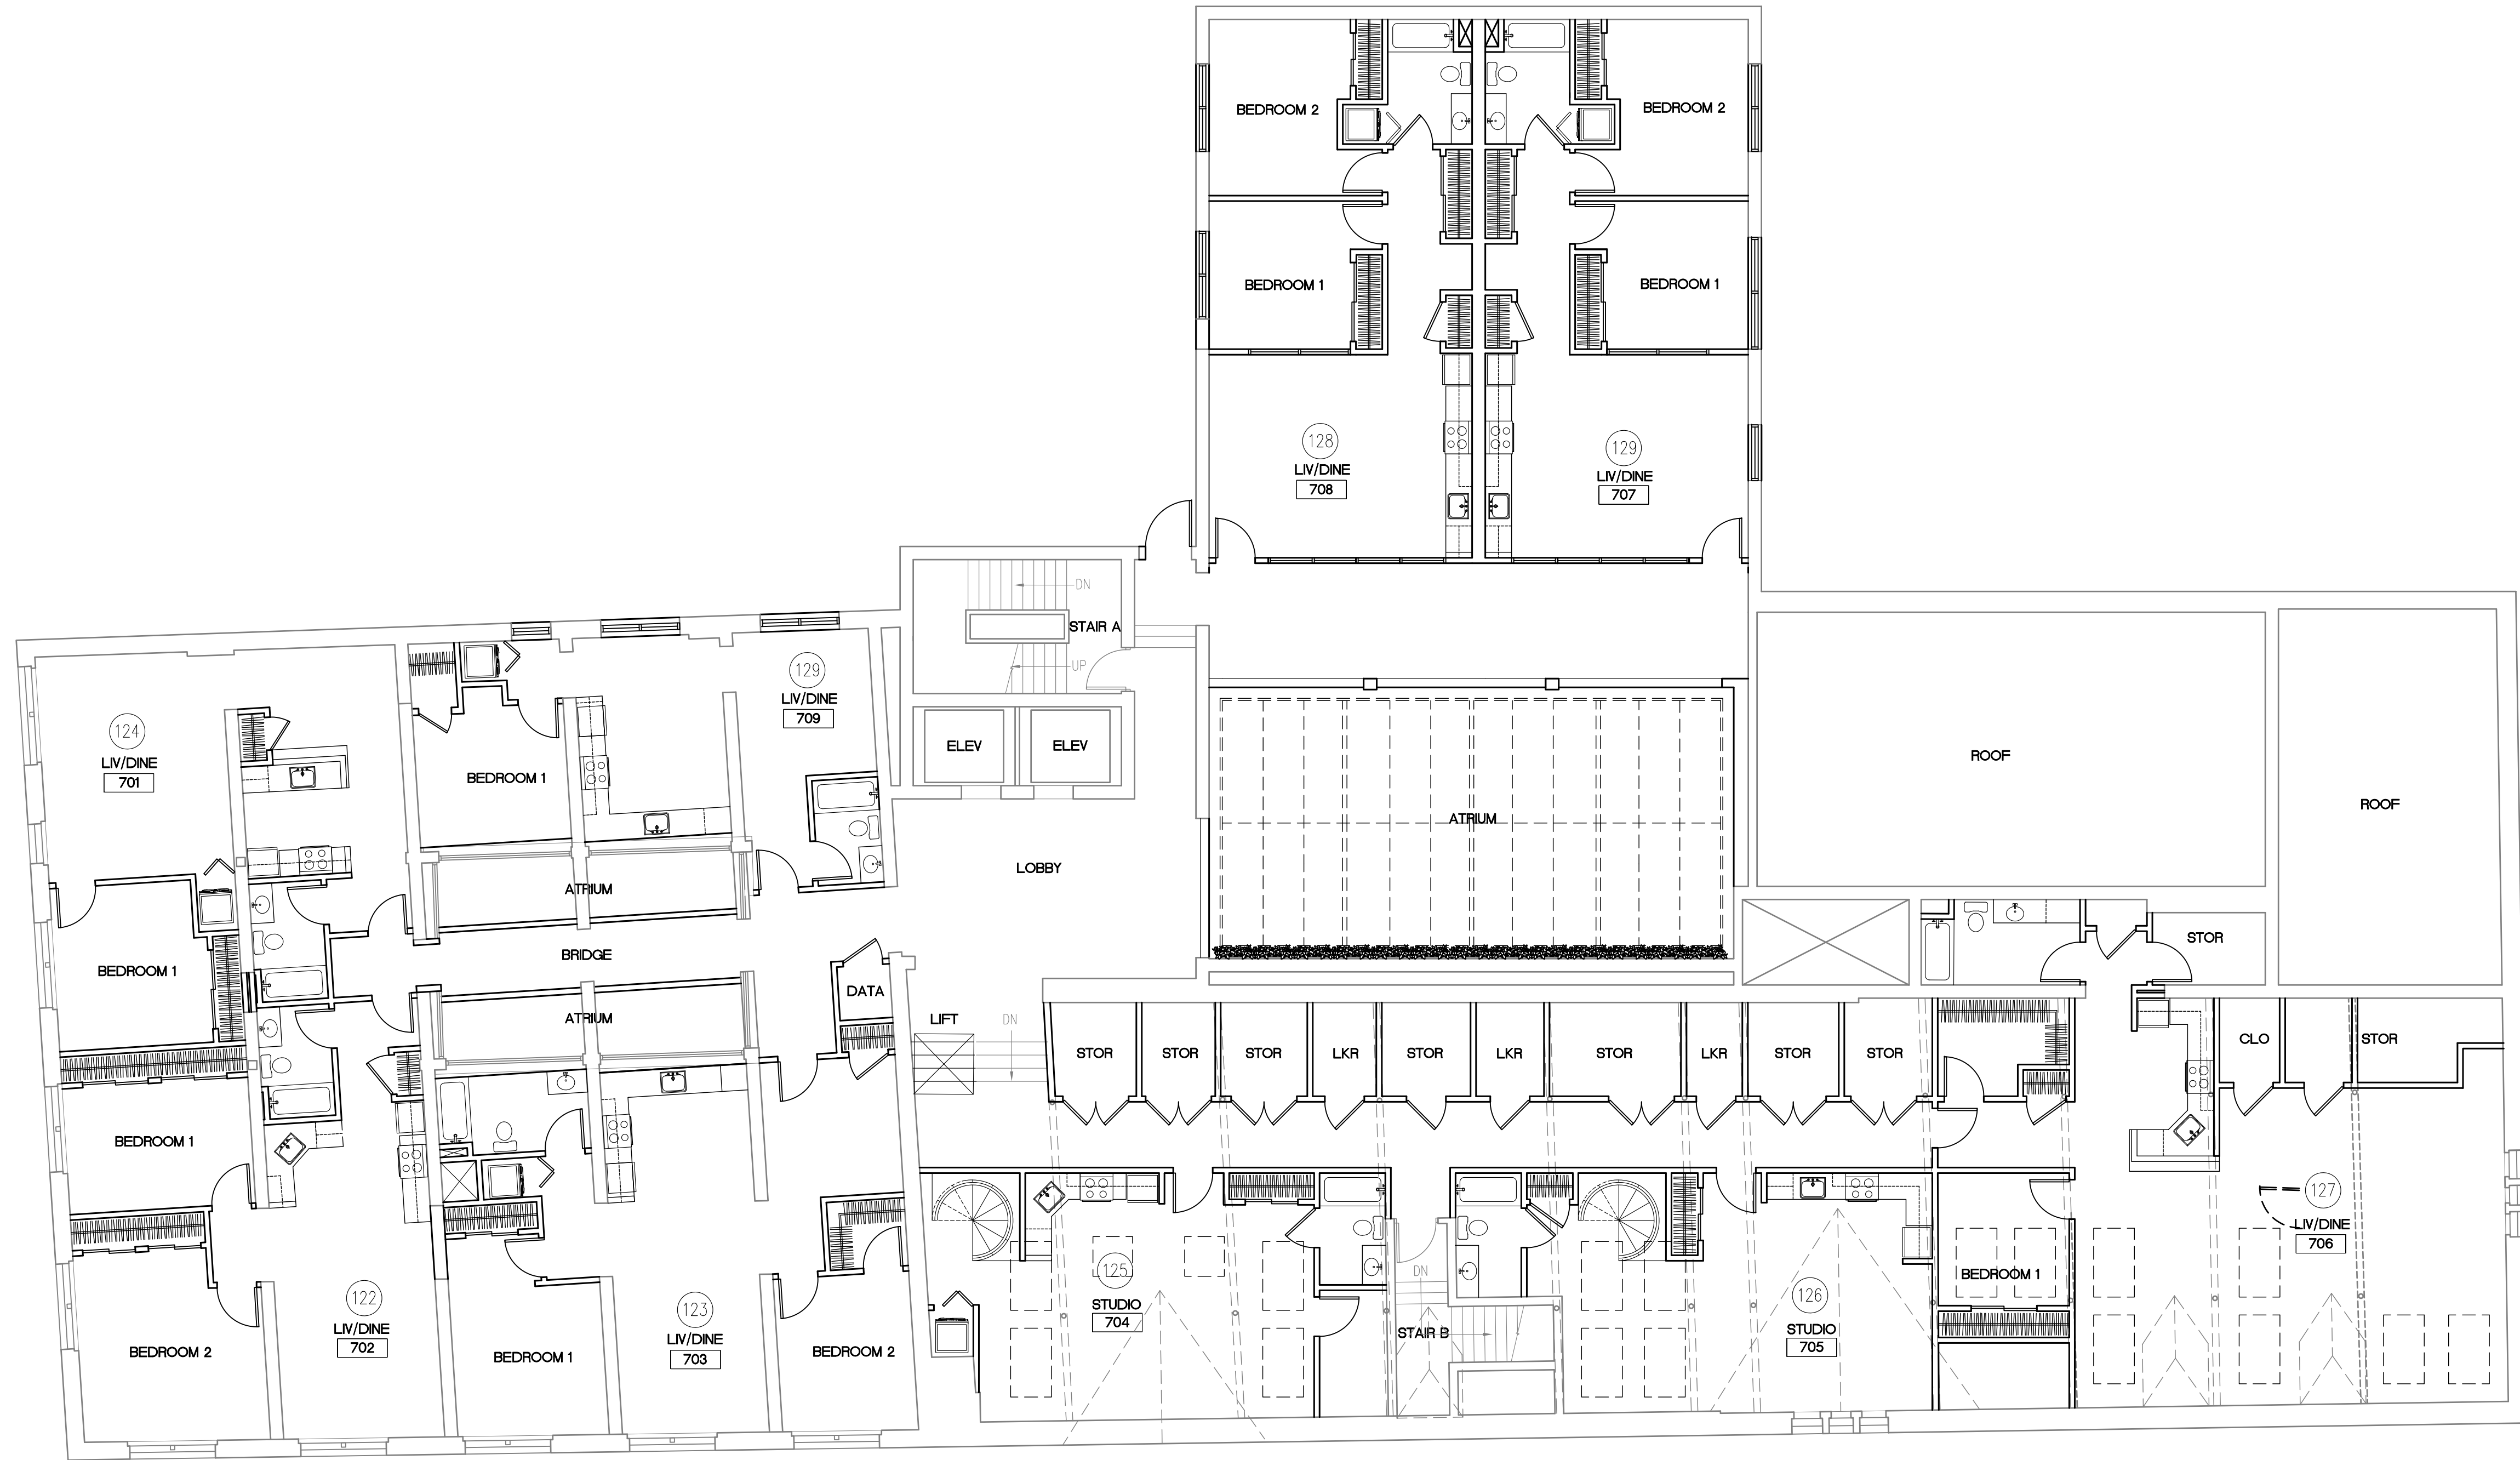 BEDROOM 2
BEDROOM 2
BEDROOM 1
BEDROOM 1
128
LIV/DINE
708
129
LIV/DINE
707
DN
STAIR A
UP
ELEV
ELEV
124
LIV/DINE
701
BEDROOM 1
129
LIV/DINE
709
ROOF
ROOF
ATRIUM
LOBBY
ATRIUM
BRIDGE
ATRIUM
BEDROOM 1
DATA
STOR
LIFT
DN
STOR
STOR
STOR
LKR
STOR
LKR
STOR
LKR
STOR
STOR
CLO
STOR
BEDROOM 1
BEDROOM 2
122
LIV/DINE
702
BEDROOM 1
123
LIV/DINE
703
BEDROOM 2
125
STUDIO
704
DN
STAIR B
126
STUDIO
705
BEDROOM 1
127
LIV/DINE
706